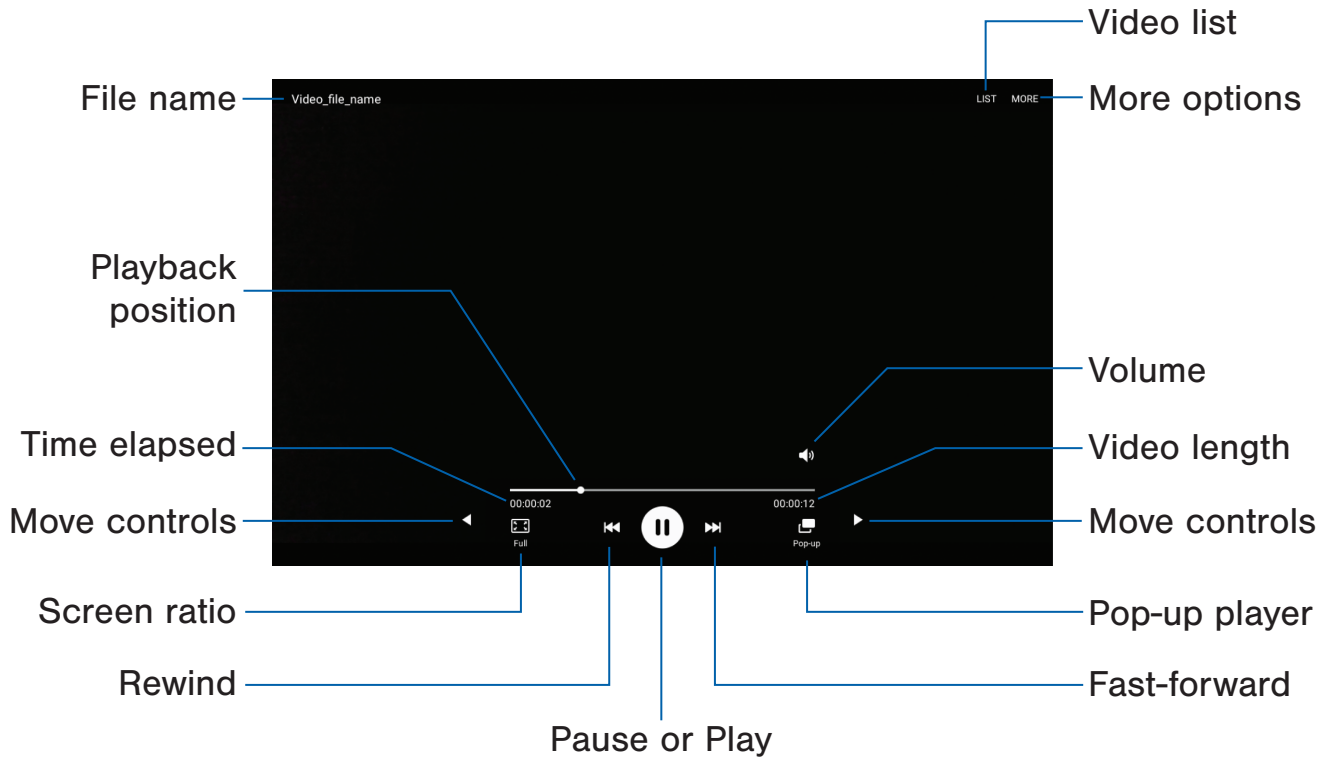 Video list
File name
Video_file_name
LIST MORE
More options
Playback
position
Volume
Time elapsed
Video length
00:00:02
00:00:12
Move controls
Move controls
Full
Pop-up
Screen ratio
Pop-up player
Rewind
Fast-forward
Pause or Play